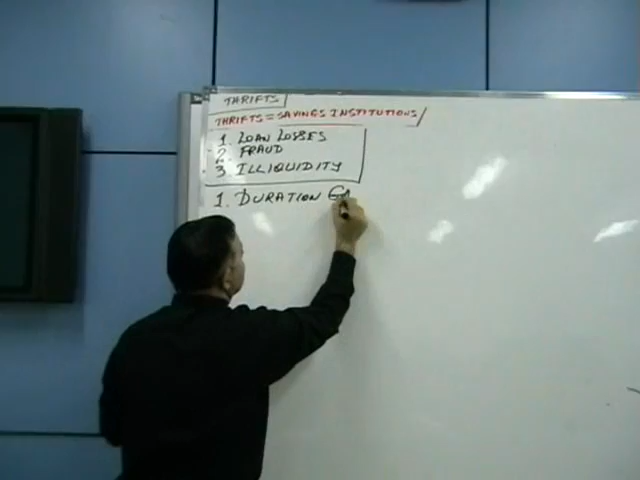 THRIFTS
THRIFTS = SAVINGS INSTITUTIONS
1. LOAN LOSSES
2. FRAUD
3 ILLIQUIDITY
1. DURATION GA